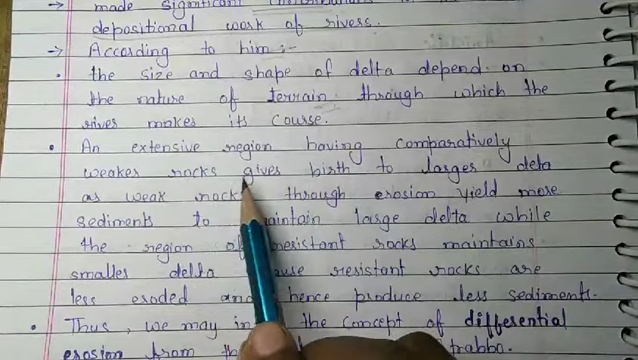 → made significant
depositional work of rivers.
→ According to him :-
• the size and shape of delta depend on
the nature of terrain through which the
river makes its course.
• An extensive region having comparatively
weaker rocks gives birth to larger delta
as weak rock through erosion yield more
sediments to maintain large delta while
the region of resistant rocks maintains
smaller delta resistant rocks are
less eroded and hence produce less sediments.
• Thus, we may in the concept of differential
erosion from